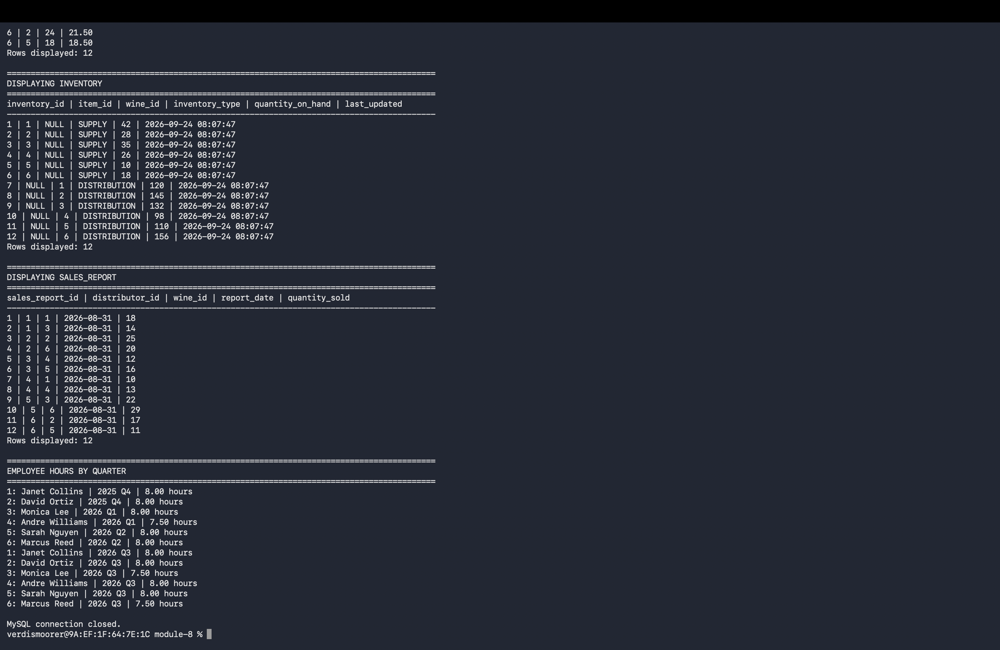 6 | 2 | 24 | 21.50
6 | 5 | 18 | 18.50
Rows displayed: 12
==========================================================================================
DISPLAYING INVENTORY
==========================================================================================
inventory_id | item_id | wine_id | inventory_type | quantity_on_hand | last_updated
------------------------------------------------------------------------------------------
1 | 1 | NULL | SUPPLY | 42 | 2026-09-24 08:07:47
2 | 2 | NULL | SUPPLY | 28 | 2026-09-24 08:07:47
3 | 3 | NULL | SUPPLY | 35 | 2026-09-24 08:07:47
4 | 4 | NULL | SUPPLY | 26 | 2026-09-24 08:07:47
5 | 5 | NULL | SUPPLY | 10 | 2026-09-24 08:07:47
6 | 6 | NULL | SUPPLY | 18 | 2026-09-24 08:07:47
7 | NULL | 1 | DISTRIBUTION | 120 | 2026-09-24 08:07:47
8 | NULL | 2 | DISTRIBUTION | 145 | 2026-09-24 08:07:47
9 | NULL | 3 | DISTRIBUTION | 132 | 2026-09-24 08:07:47
10 | NULL | 4 | DISTRIBUTION | 98 | 2026-09-24 08:07:47
11 | NULL | 5 | DISTRIBUTION | 110 | 2026-09-24 08:07:47
12 | NULL | 6 | DISTRIBUTION | 156 | 2026-09-24 08:07:47
Rows displayed: 12
==========================================================================================
DISPLAYING SALES_REPORT
==========================================================================================
sales_report_id | distributor_id | wine_id | report_date | quantity_sold
------------------------------------------------------------------------------------------
1 | 1 | 1 | 2026-08-31 | 18
2 | 1 | 3 | 2026-08-31 | 14
3 | 2 | 2 | 2026-08-31 | 25
4 | 2 | 6 | 2026-08-31 | 20
5 | 3 | 4 | 2026-08-31 | 12
6 | 3 | 5 | 2026-08-31 | 16
7 | 4 | 1 | 2026-08-31 | 10
8 | 4 | 4 | 2026-08-31 | 13
9 | 5 | 3 | 2026-08-31 | 22
10 | 5 | 6 | 2026-08-31 | 29
11 | 6 | 2 | 2026-08-31 | 17
12 | 6 | 5 | 2026-08-31 | 11
Rows displayed: 12
==========================================================================================
EMPLOYEE HOURS BY QUARTER
==========================================================================================
1: Janet Collins | 2025 Q4 | 8.00 hours
2: David Ortiz | 2025 Q4 | 8.00 hours
3: Monica Lee | 2026 Q1 | 8.00 hours
4: Andre Williams | 2026 Q1 | 7.50 hours
5: Sarah Nguyen | 2026 Q2 | 8.00 hours
6: Marcus Reed | 2026 Q2 | 8.00 hours
1: Janet Collins | 2026 Q3 | 8.00 hours
2: David Ortiz | 2026 Q3 | 8.00 hours
3: Monica Lee | 2026 Q3 | 7.50 hours
4: Andre Williams | 2026 Q3 | 8.00 hours
5: Sarah Nguyen | 2026 Q3 | 8.00 hours
6: Marcus Reed | 2026 Q3 | 7.50 hours
MySQL connection closed.
verdismoorer@9A:EF:1F:64:7E:1C module-8 %